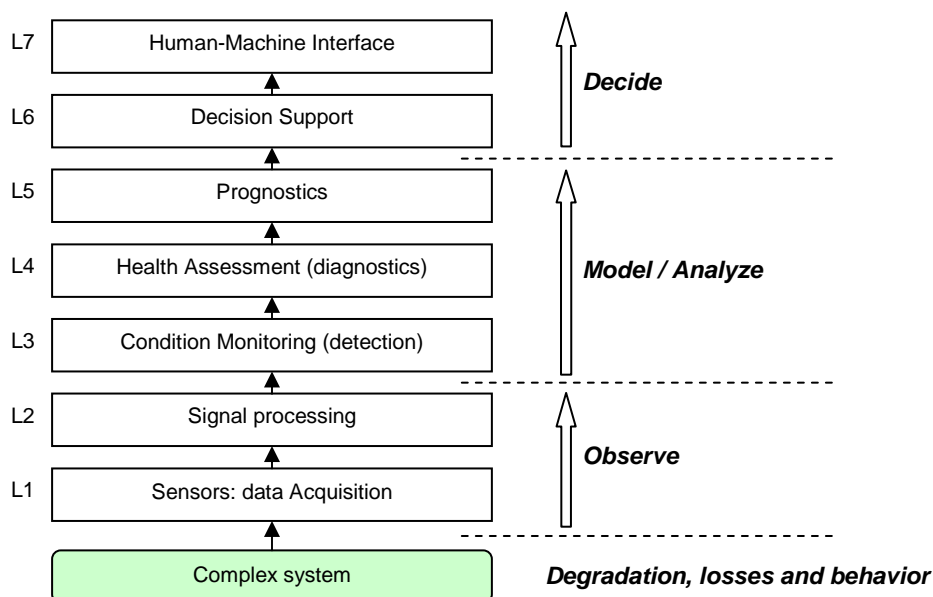 L7
Human-Machine Interface
Decide
L6
Decision Support
L5
Prognostics
L4
Health Assessment (diagnostics)
Model / Analyze
L3
Condition Monitoring (detection)
L2
Signal processing
Observe
L1
Sensors: data Acquisition
Complex system
Degradation, losses and behavior